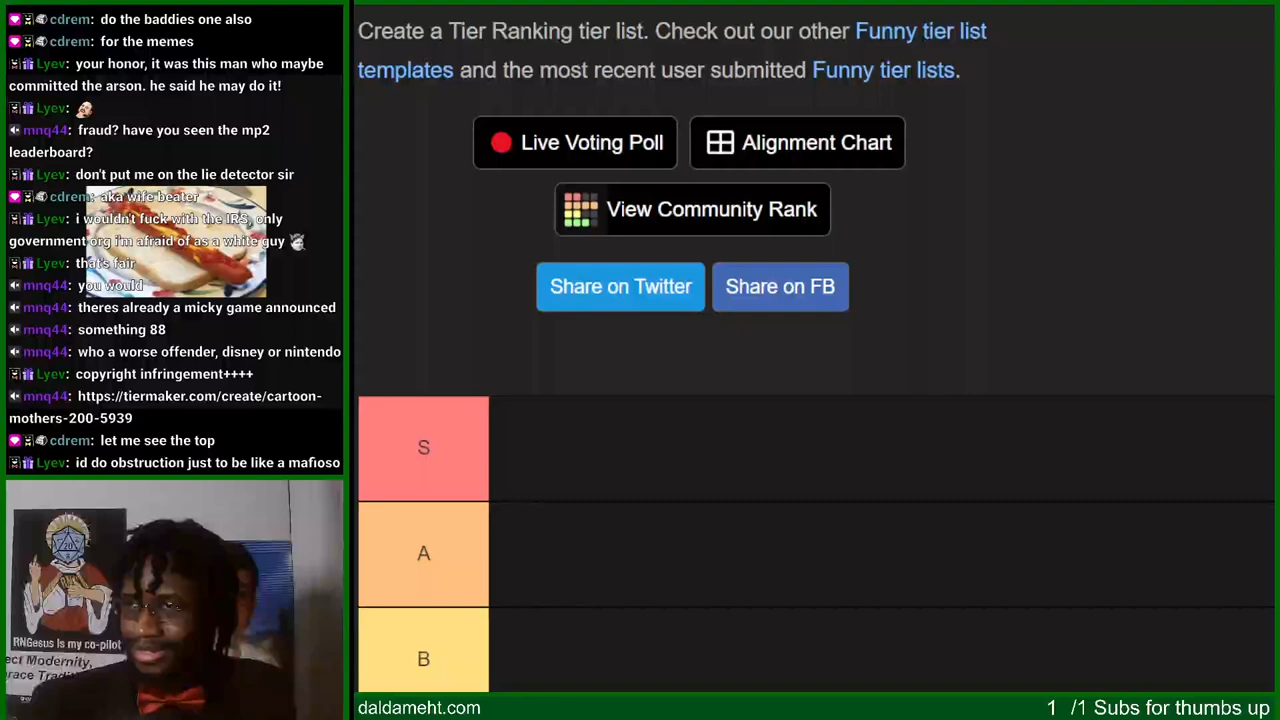 cdrem: do the baddies one also
cdrem: for the memes
Lyev: your honor, it was this man who maybe
committed the arson. he said he may do it!
Lyev:
mnq44: fraud? have you seen the mp2
leaderboard?
Lyev: don't put me on the lie detector sir
cdrem: aka wife beater
Lyev: i wouldn't fuck with the IRS, only
government org i'm afraid of as a white guy
Lyev: that's fair
mnq44: you would
mnq44: theres already a micky game announced
mnq44: something 88
mnq44: who a worse offender, disney or nintendo
Lyev: copyright infringement++++
mnq44: https://tiermaker.com/create/cartoon-
mothers-200-5939
cdrem: let me see the top
Lyev: id do obstruction just to be like a mafioso
RNGesus is my co-pilot
ect Modernity,
race Tradi
Create a Tier Ranking tier list. Check out our other Funny tier list
templates and the most recent user submitted Funny tier lists.
Live Voting Poll
Alignment Chart
View Community Rank
Share on Twitter
Share on FB
S
A
B
daldameht.com
1 /1 Subs for thumbs up